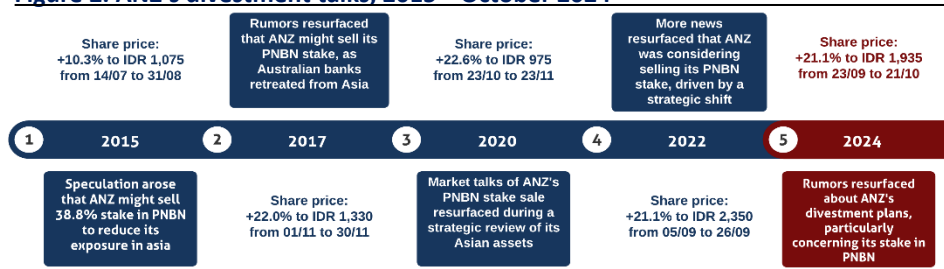 Figure 2. ANZ's divestment talks, 2015 - October 2024
Share price:
+10.3% to IDR 1,075
from 14/07 to 31/08
Rumors resurfaced
that ANZ might sell its
PNBN stake, as
Australian banks
retreated from Asia
Share price:
+22.6% to IDR 975
from 23/10 to 23/11
More news
resurfaced that ANZ
was considering
selling its PNBN
stake, driven by a
strategic shift
Share price:
+21.1% to IDR 1,935
from 23/09 to 21/10
1 2015 2 2017 3 2020 4 2022 5 2024
Speculation arose
that ANZ might sell
38.8% stake in PNBN
to reduce its
exposure in asia
Share price:
+22.0% to IDR 1,330
from 01/11 to 30/11
Market talks of ANZ's
PNBN stake sale
resurfaced during a
strategic review of its
Asian assets
Share price:
+21.1% to IDR 2,350
from 05/09 to 26/09
Rumors resurfaced
about ANZ's
divestment plans,
particularly
concerning its stake in
PNBN